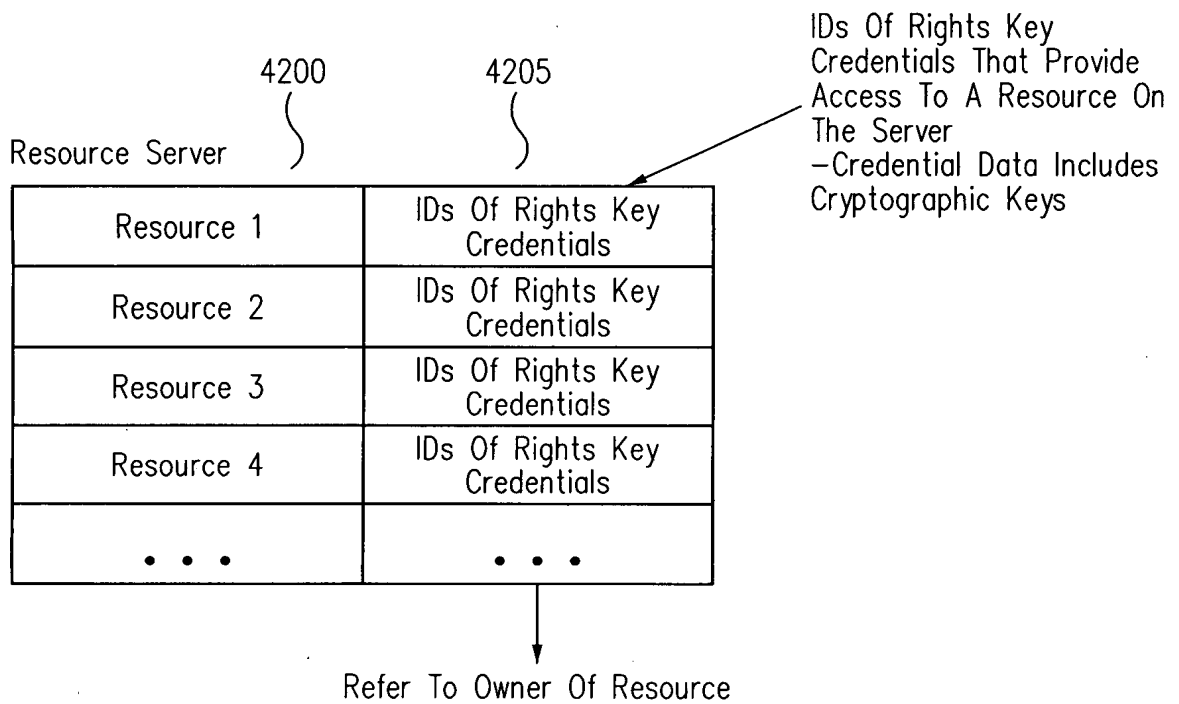 IDs Of Rights Key
Credentials That Provide
Access To A Resource On
The Server
–Credential Data Includes
Cryptographic Keys
4200
4205
Resource Server
Resource 1
IDs Of Rights Key
Credentials
Resource 2
IDs Of Rights Key
Credentials
Resource 3
IDs Of Rights Key
Credentials
Resource 4
IDs Of Rights Key
Credentials
• • •
• • •
Refer To Owner Of Resource